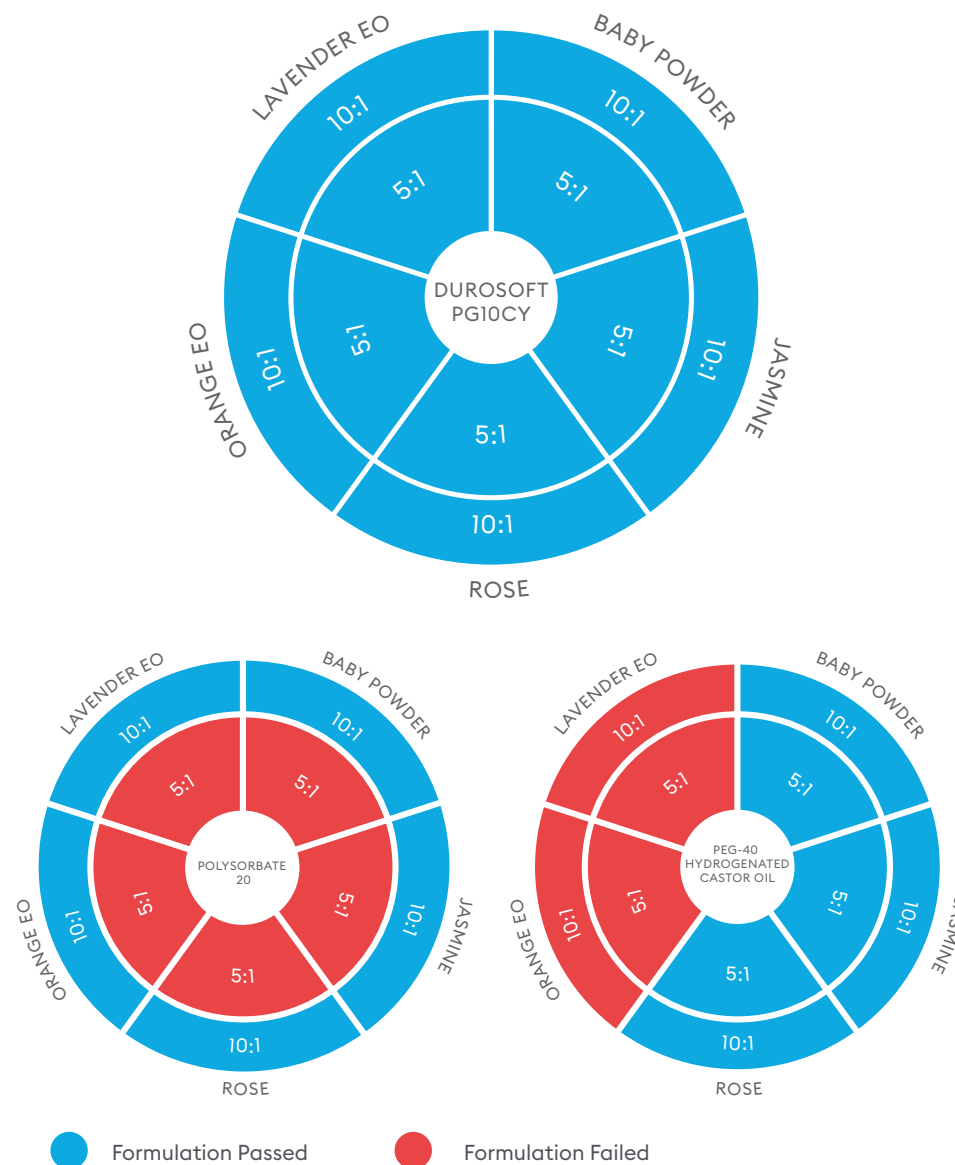 LAVENDER EO
BABY POWDER
10:1
10:1
5:1
5:1
DUROSOFT
PG10CY
ORANGE EO
10:1
5:1
5:1
10:1
JASMINE
5:1
10:1
ROSE
LAVENDER EO
BABY POWDER
10:1
10:1
5:1
5:1
POLYSORBATE
20
ORANGE EO
10:1
5:1
5:1
10:1
JASMINE
5:1
10:1
ROSE
LAVENDER EO
BABY POWDER
10:1
10:1
5:1
5:1
PEG-40
HYDROGENATED
CASTOR OIL
ORANGE EO
10:1
5:1
5:1
10:1
JASMINE
5:1
10:1
ROSE
Formulation Passed
Formulation Failed